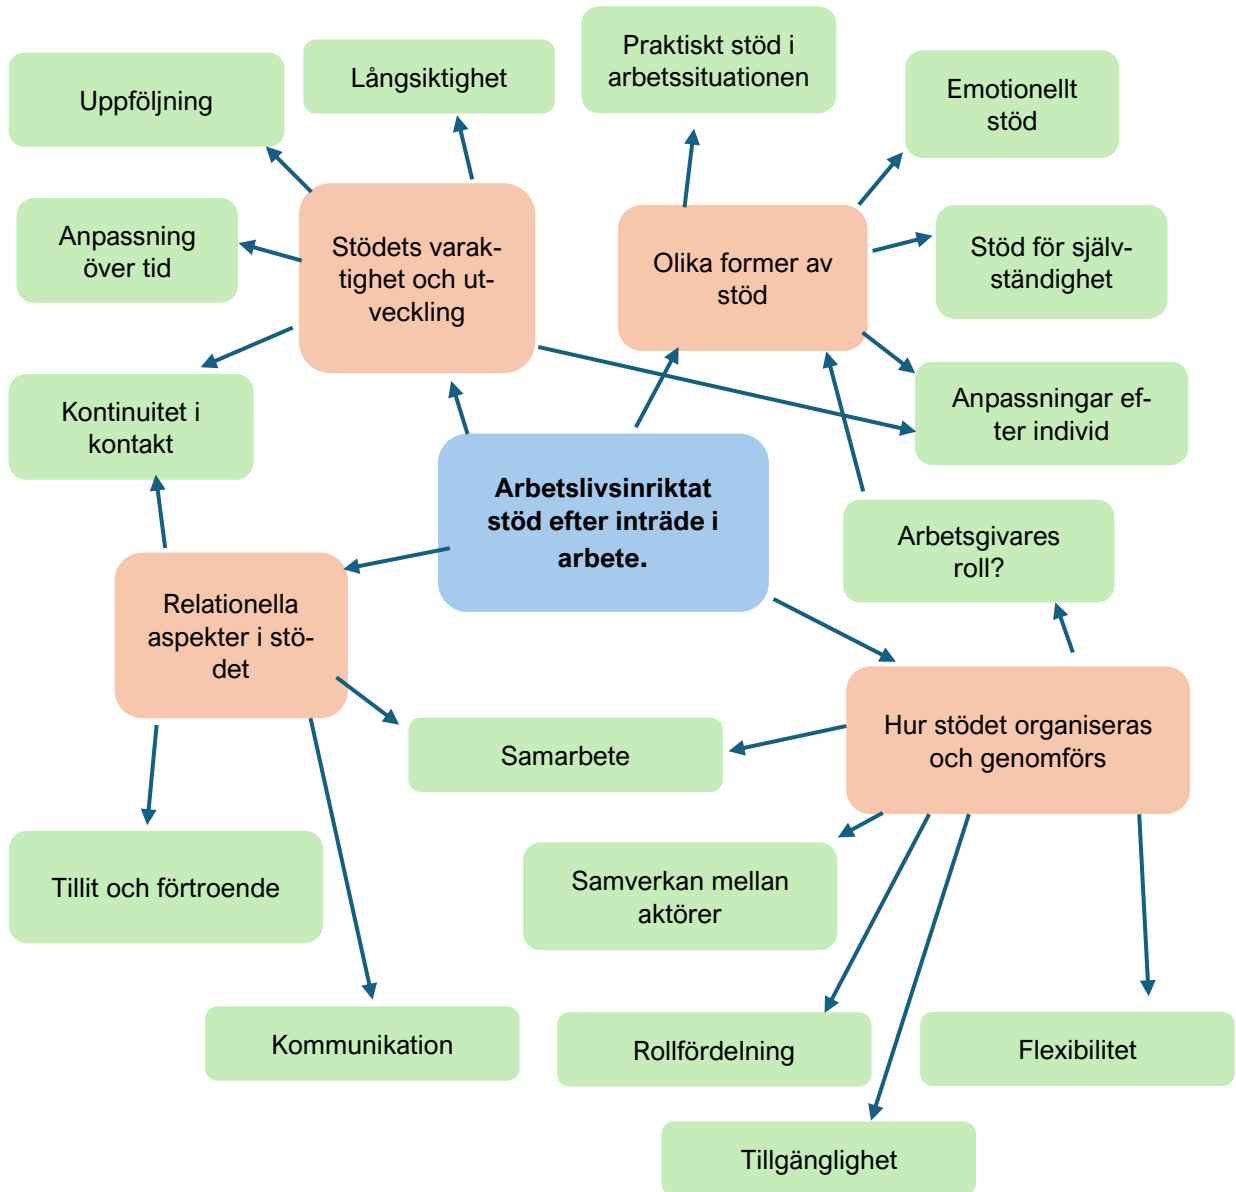 Praktiskt stöd i
arbetssituationen
Långsiktighet
Uppföljning
Emotionellt
stöd
Anpassning
över tid
Stödets varak-
tighet och ut-
veckling
Olika former av
stöd
Stöd för själv-
ständighet
Kontinuitet i
kontakt
Anpassningar ef-
ter individ
Arbetslivsinriktat
stöd efter inträde i
arbete.
Arbetsgivares
roll?
Relationella
aspekter i stö-
det
Hur stödet organiseras
och genomförs
Samarbete
Tillit och förtroende
Samverkan mellan
aktörer
Kommunikation
Rollfördelning
Flexibilitet
Tillgänglighet